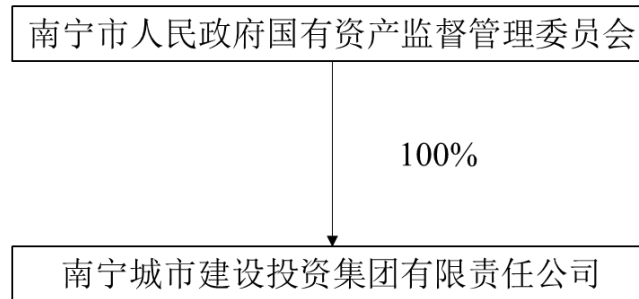 南宁市人民政府国有资产监督管理委员会
100%
南宁城市建设投资集团有限责任公司